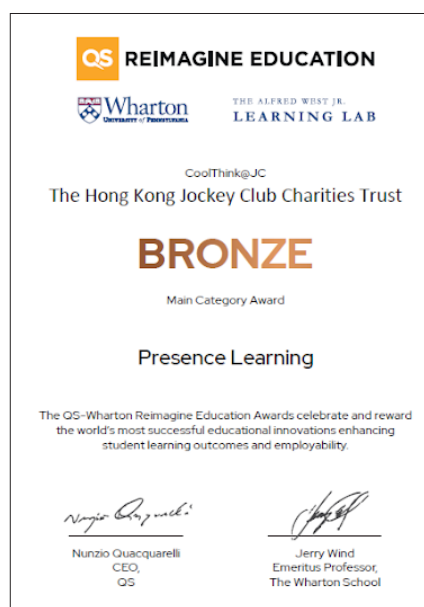 QS REIMAGINE EDUCATION
Wharton
UNIVERSITY of PENNSYLVANIA
THE ALFRED WEST JR.
LEARNING LAB
CoolThink@JC
The Hong Kong Jockey Club Charities Trust
BRONZE
Main Category Award
Presence Learning
The QS-Wharton Reimagine Education Awards celebrate and reward
the world's most successful educational innovations enhancing
student learning outcomes and employability.
Nunzio Quacquarelli
Nunzio Quacquarelli
CEO,
QS
Jerry Wind
Emeritus Professor,
The Wharton School